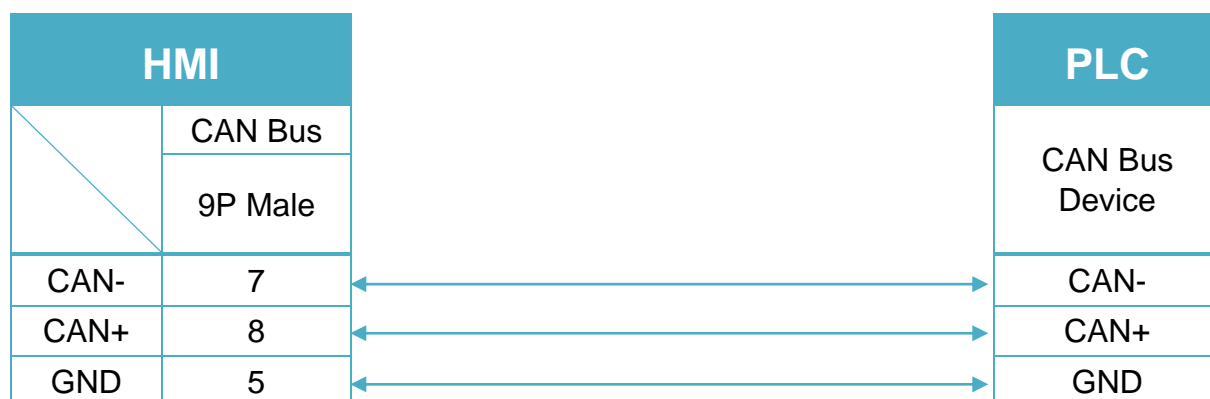 HMI PLC
CAN Bus
9P Male
CAN Bus
Device
CAN- 7 CAN-
CAN+ 8 CAN+
GND 5 GND